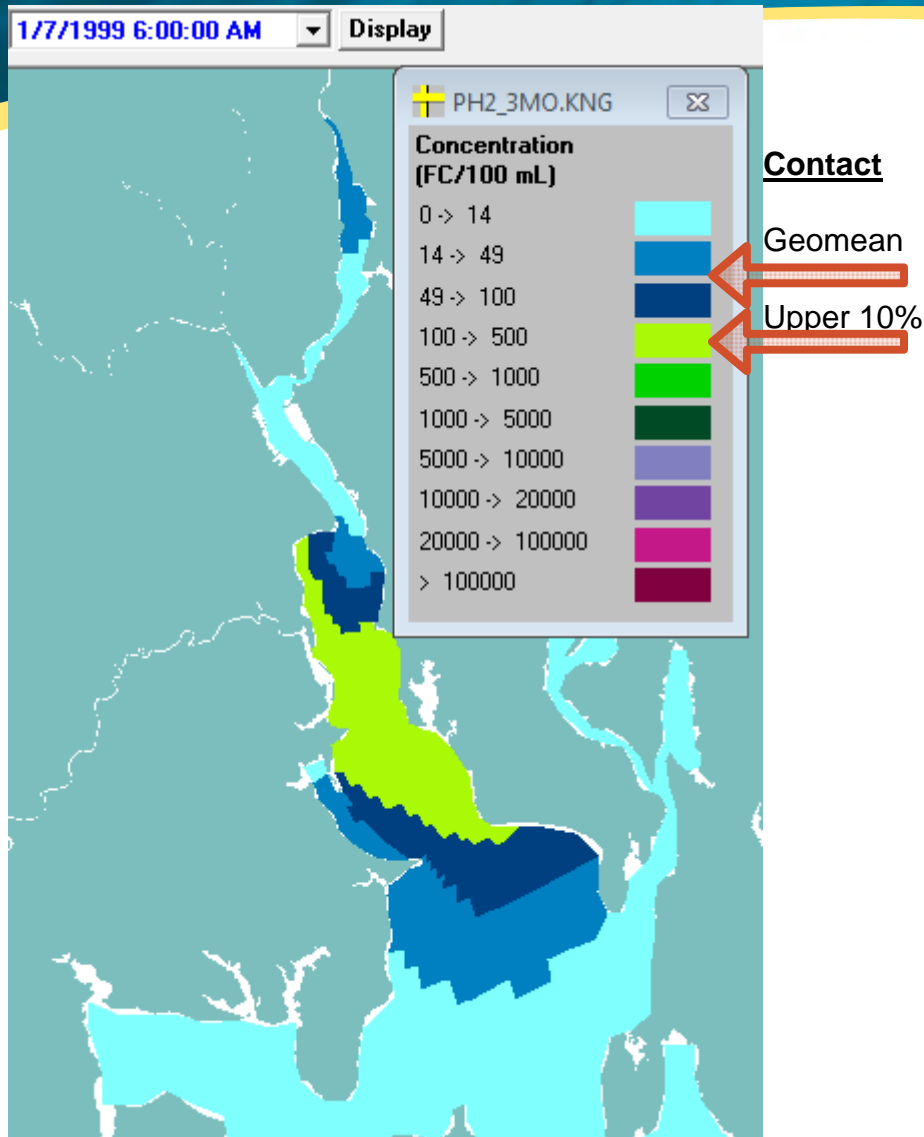 1/7/1999 6:00:00 AM Display
PH2_3MO.KNG
Concentration
(FC/100 mL)
0 -> 14
14 -> 49
49 -> 100
100 -> 500
500 -> 1000
1000 -> 5000
5000 -> 10000
10000 -> 20000
20000 -> 100000
> 100000
Contact
Geomean
Upper 10%